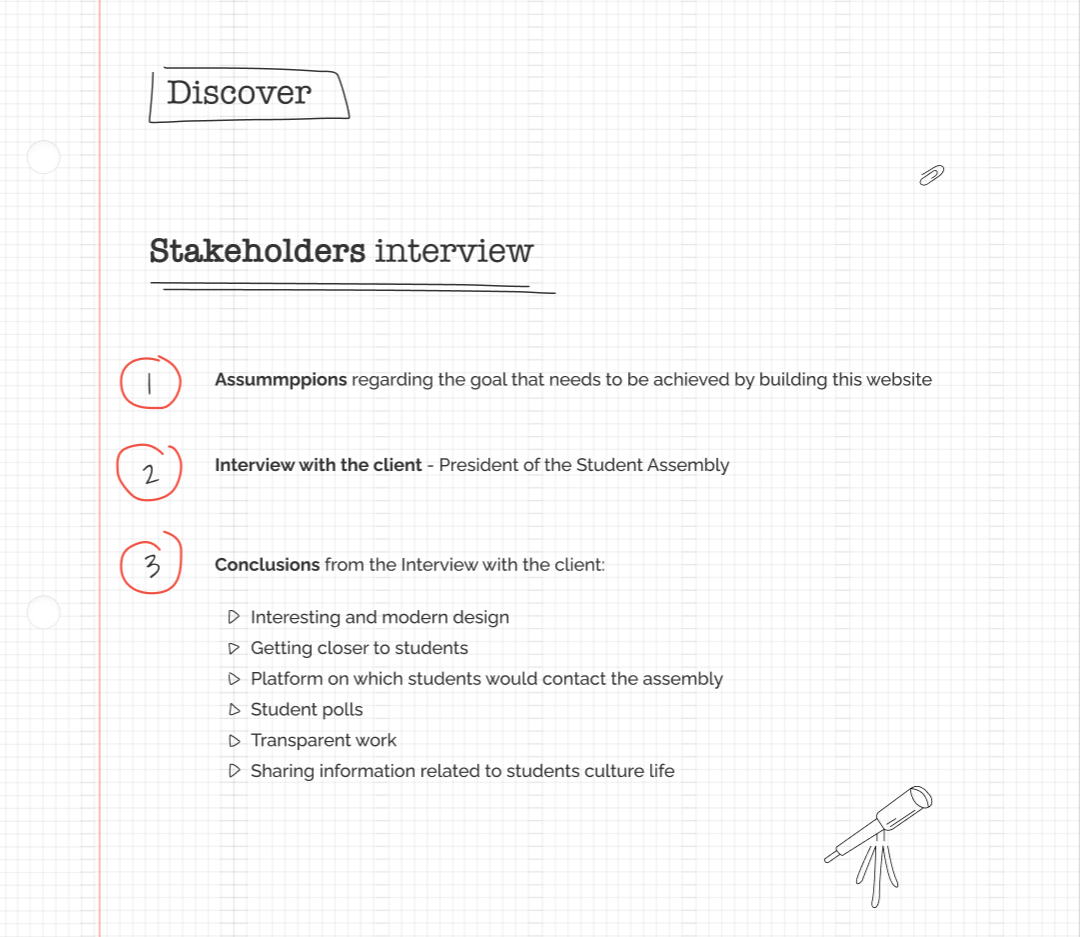 Discover
Stakeholders interview
1
Assummppions regarding the goal that needs to be achieved by building this website
2
Interview with the client - President of the Student Assembly
3
Conclusions from the Interview with the client:
Interesting and modern design
Getting closer to students
Platform on which students would contact the assembly
Student polls
Transparent work
Sharing information related to students culture life